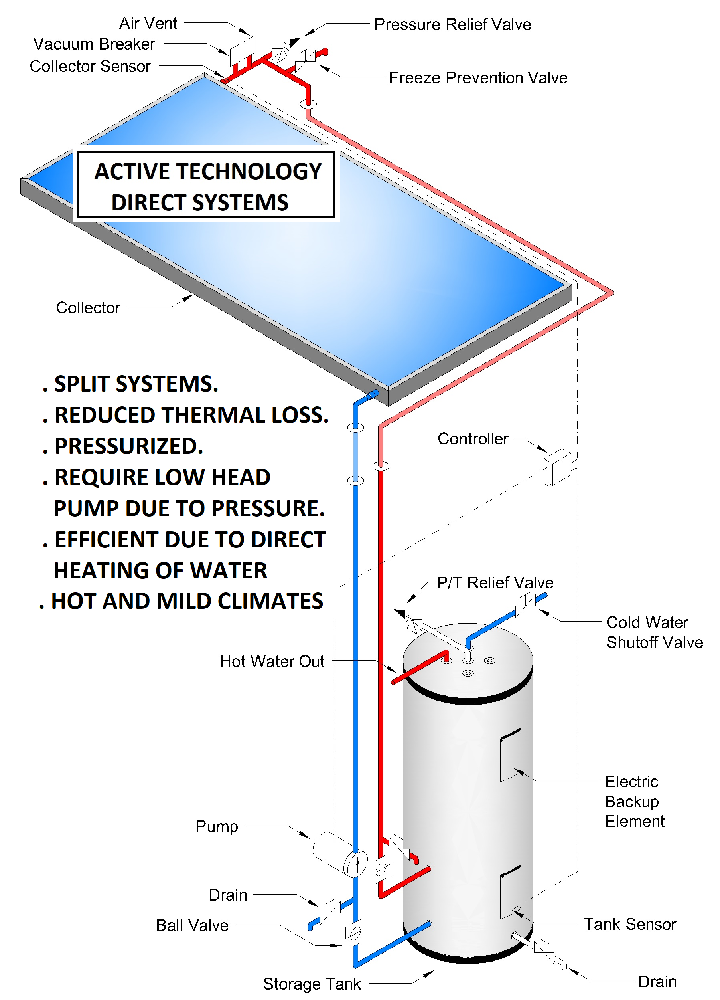 Air Vent
Pressure Relief Valve
Vacuum Breaker
Collector Sensor
Freeze Prevention Valve
ACTIVE TECHNOLOGY
DIRECT SYSTEMS
Collector
. SPLIT SYSTEMS.
. REDUCED THERMAL LOSS.
. PRESSURIZED.
. REQUIRE LOW HEAD
PUMP DUE TO PRESSURE.
. EFFICIENT DUE TO DIRECT
HEATING OF WATER
. HOT AND MILD CLIMATES
Controller
P/T Relief Valve
Cold Water
Shutoff Valve
Hot Water Out
Electric
Backup
Element
Pump
Drain
Ball Valve
Tank Sensor
Storage Tank
Drain